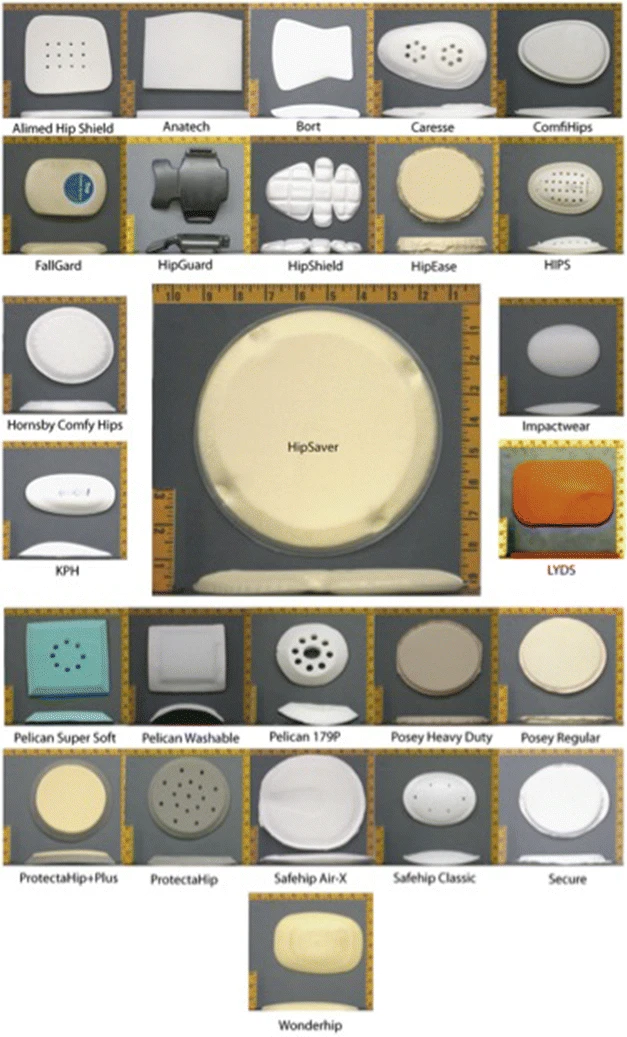 Alimed Hip Shield
Anatech
Bort
Caresse
ComfiHips
FallGard
HipGuard
HipShield
HipEase
HIPS
10 9 8 7 6 5 4 3 2 1
Hornsby Comfy Hips
HipSaver
Impactwear
KPH
LYDS
Pelican Super Soft
Pelican Washable
Pelican 179P
Posey Heavy Duty
Posey Regular
ProtectaHip+Plus
ProtectaHip
Safehip Air-X
Safehip Classic
Secure
Wonderhip